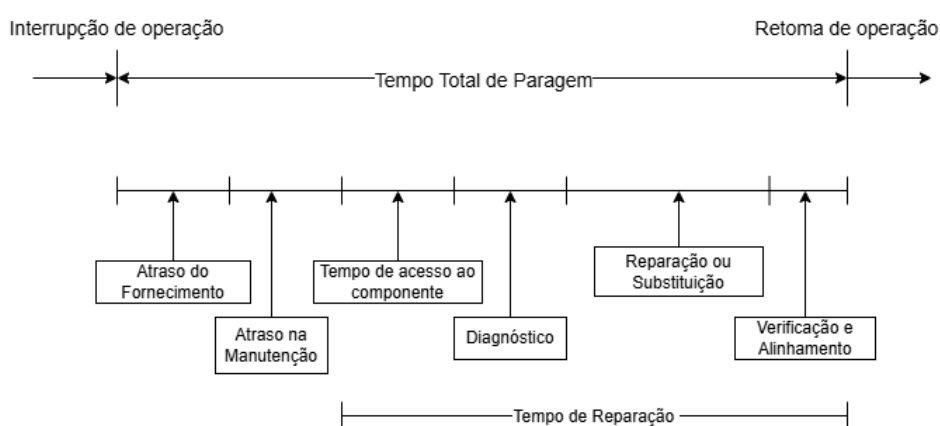 Interrupção de operação
Retoma de operação
Tempo Total de Paragem
Atraso do
Fornecimento
Tempo de acesso ao
componente
Reparação ou
Substituição
Atraso na
Manutenção
Diagnóstico
Verificação e
Alinhamento
Tempo de Reparação